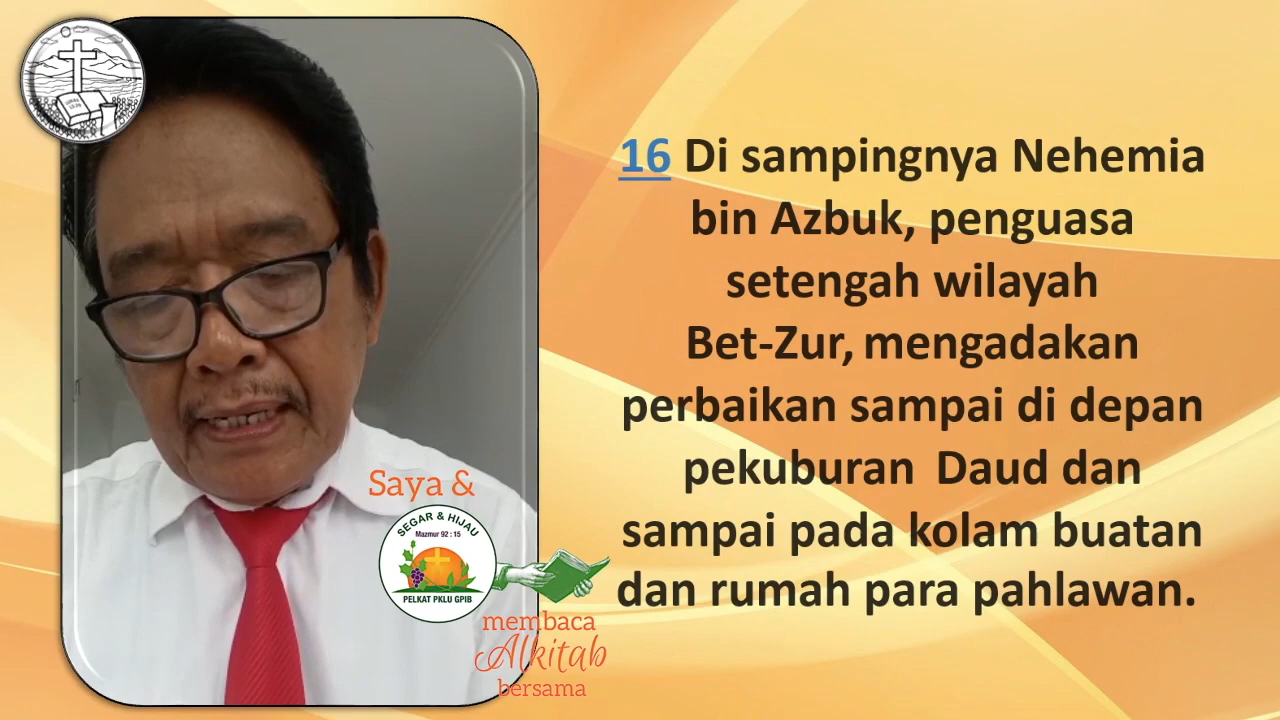 16 Di sampingnya Nehemia
bin Azbuk, penguasa
setengah wilayah
Bet-Zur, mengadakan
perbaikan sampai di depan
pekuburan Daud dan
sampai pada kolam buatan
dan rumah para pahlawan.
Saya &
SEGAR & HIJAU
Mazmur 92 : 15
PELKAT PKLU GPIB
membaca
Alkitab
bersama